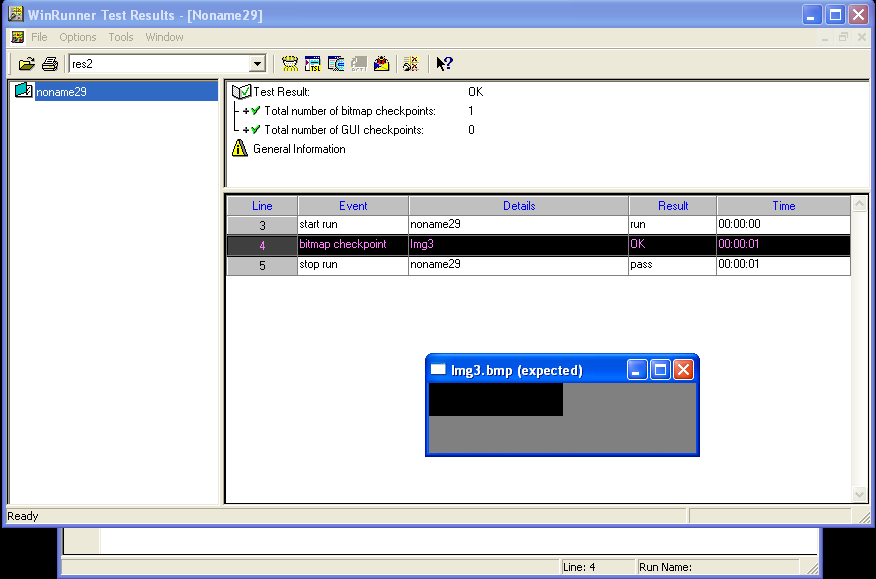 WinRunner Test Results - [Noname29]
File Options Tools Window
res2
noname29
Test Result: OK
Total number of bitmap checkpoints: 1
Total number of GUI checkpoints: 0
General Information
Line Event Details Result Time
3 start run noname29 run 00:00:00
4 bitmap checkpoint Img3 OK 00:00:01
5 stop run noname29 pass 00:00:01
Img3.bmp (expected)
Ready
Line: 4 Run Name: